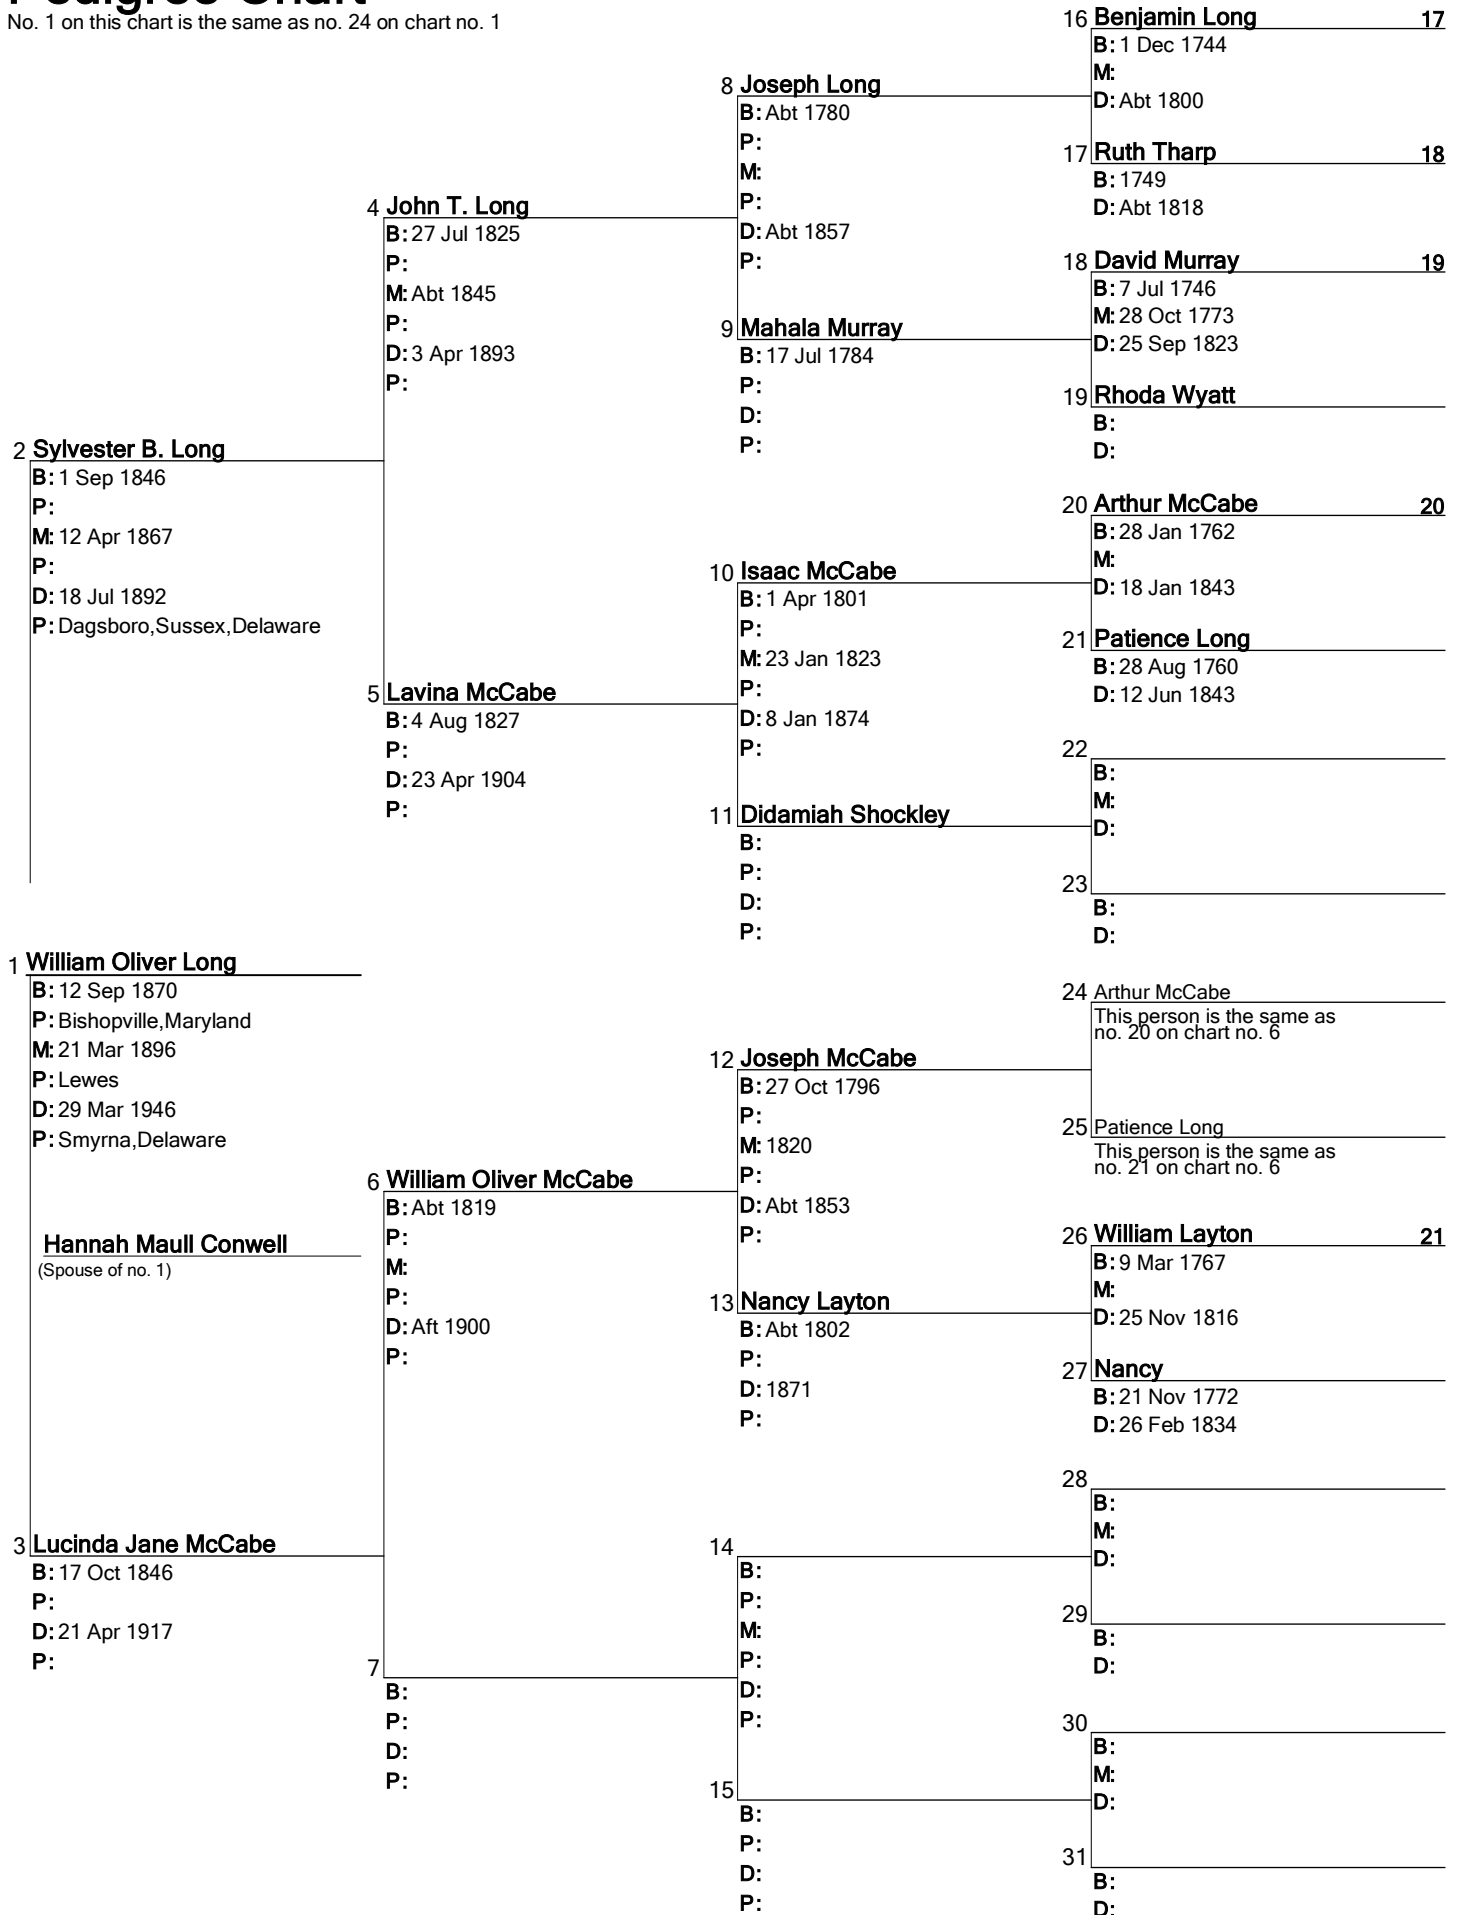 Pedigree Chart
No. 1 on this chart is the same as no. 24 on chart no. 1
2 Sylvester B. Long
B: 1 Sep 1846
P:
M: 12 Apr 1867
P:
D: 18 Jul 1892
P: Dagsboro,Sussex,Delaware
1 William Oliver Long
B: 12 Sep 1870
P: Bishopville,Maryland
M: 21 Mar 1896
P: Lewes
D: 29 Mar 1946
P: Smyrna,Delaware
Hannah Maull Conwell
(Spouse of no. 1)
3 Lucinda Jane McCabe
B: 17 Oct 1846
P:
D: 21 Apr 1917
P:
4 John T. Long
B: 27 Jul 1825
P:
M: Abt 1845
P:
D: 3 Apr 1893
P:
5 Lavina McCabe
B: 4 Aug 1827
P:
D: 23 Apr 1904
P:
6 William Oliver McCabe
B: Abt 1819
P:
M:
P:
D: Aft 1900
P:
7
B:
P:
D:
P:
8 Joseph Long
B: Abt 1780
P:
M:
P:
D: Abt 1857
P:
9 Mahala Murray
B: 17 Jul 1784
P:
D:
P:
10 Isaac McCabe
B: 1 Apr 1801
P:
M: 23 Jan 1823
P:
D: 8 Jan 1874
P:
11 Didamiah Shockley
B:
P:
D:
P:
12 Joseph McCabe
B: 27 Oct 1796
P:
M: 1820
P:
D: Abt 1853
P:
13 Nancy Layton
B: Abt 1802
P:
D: 1871
P:
14
B:
P:
M:
P:
D:
P:
15
B:
P:
D:
P:
16 Benjamin Long 17
B: 1 Dec 1744
M:
D: Abt 1800
17 Ruth Tharp 18
B: 1749
D: Abt 1818
18 David Murray 19
B: 7 Jul 1746
M: 28 Oct 1773
D: 25 Sep 1823
19 Rhoda Wyatt
B:
D:
20 Arthur McCabe 20
B: 28 Jan 1762
M:
D: 18 Jan 1843
21 Patience Long
B: 28 Aug 1760
D: 12 Jun 1843
22
B:
M:
D:
23
B:
D:
24 Arthur McCabe
This person is the same as
no. 20 on chart no. 6
25 Patience Long
This person is the same as
no. 21 on chart no. 6
26 William Layton 21
B: 9 Mar 1767
M:
D: 25 Nov 1816
27 Nancy
B: 21 Nov 1772
D: 26 Feb 1834
28
B:
M:
D:
29
B:
D:
30
B:
M:
D:
31
B:
D: